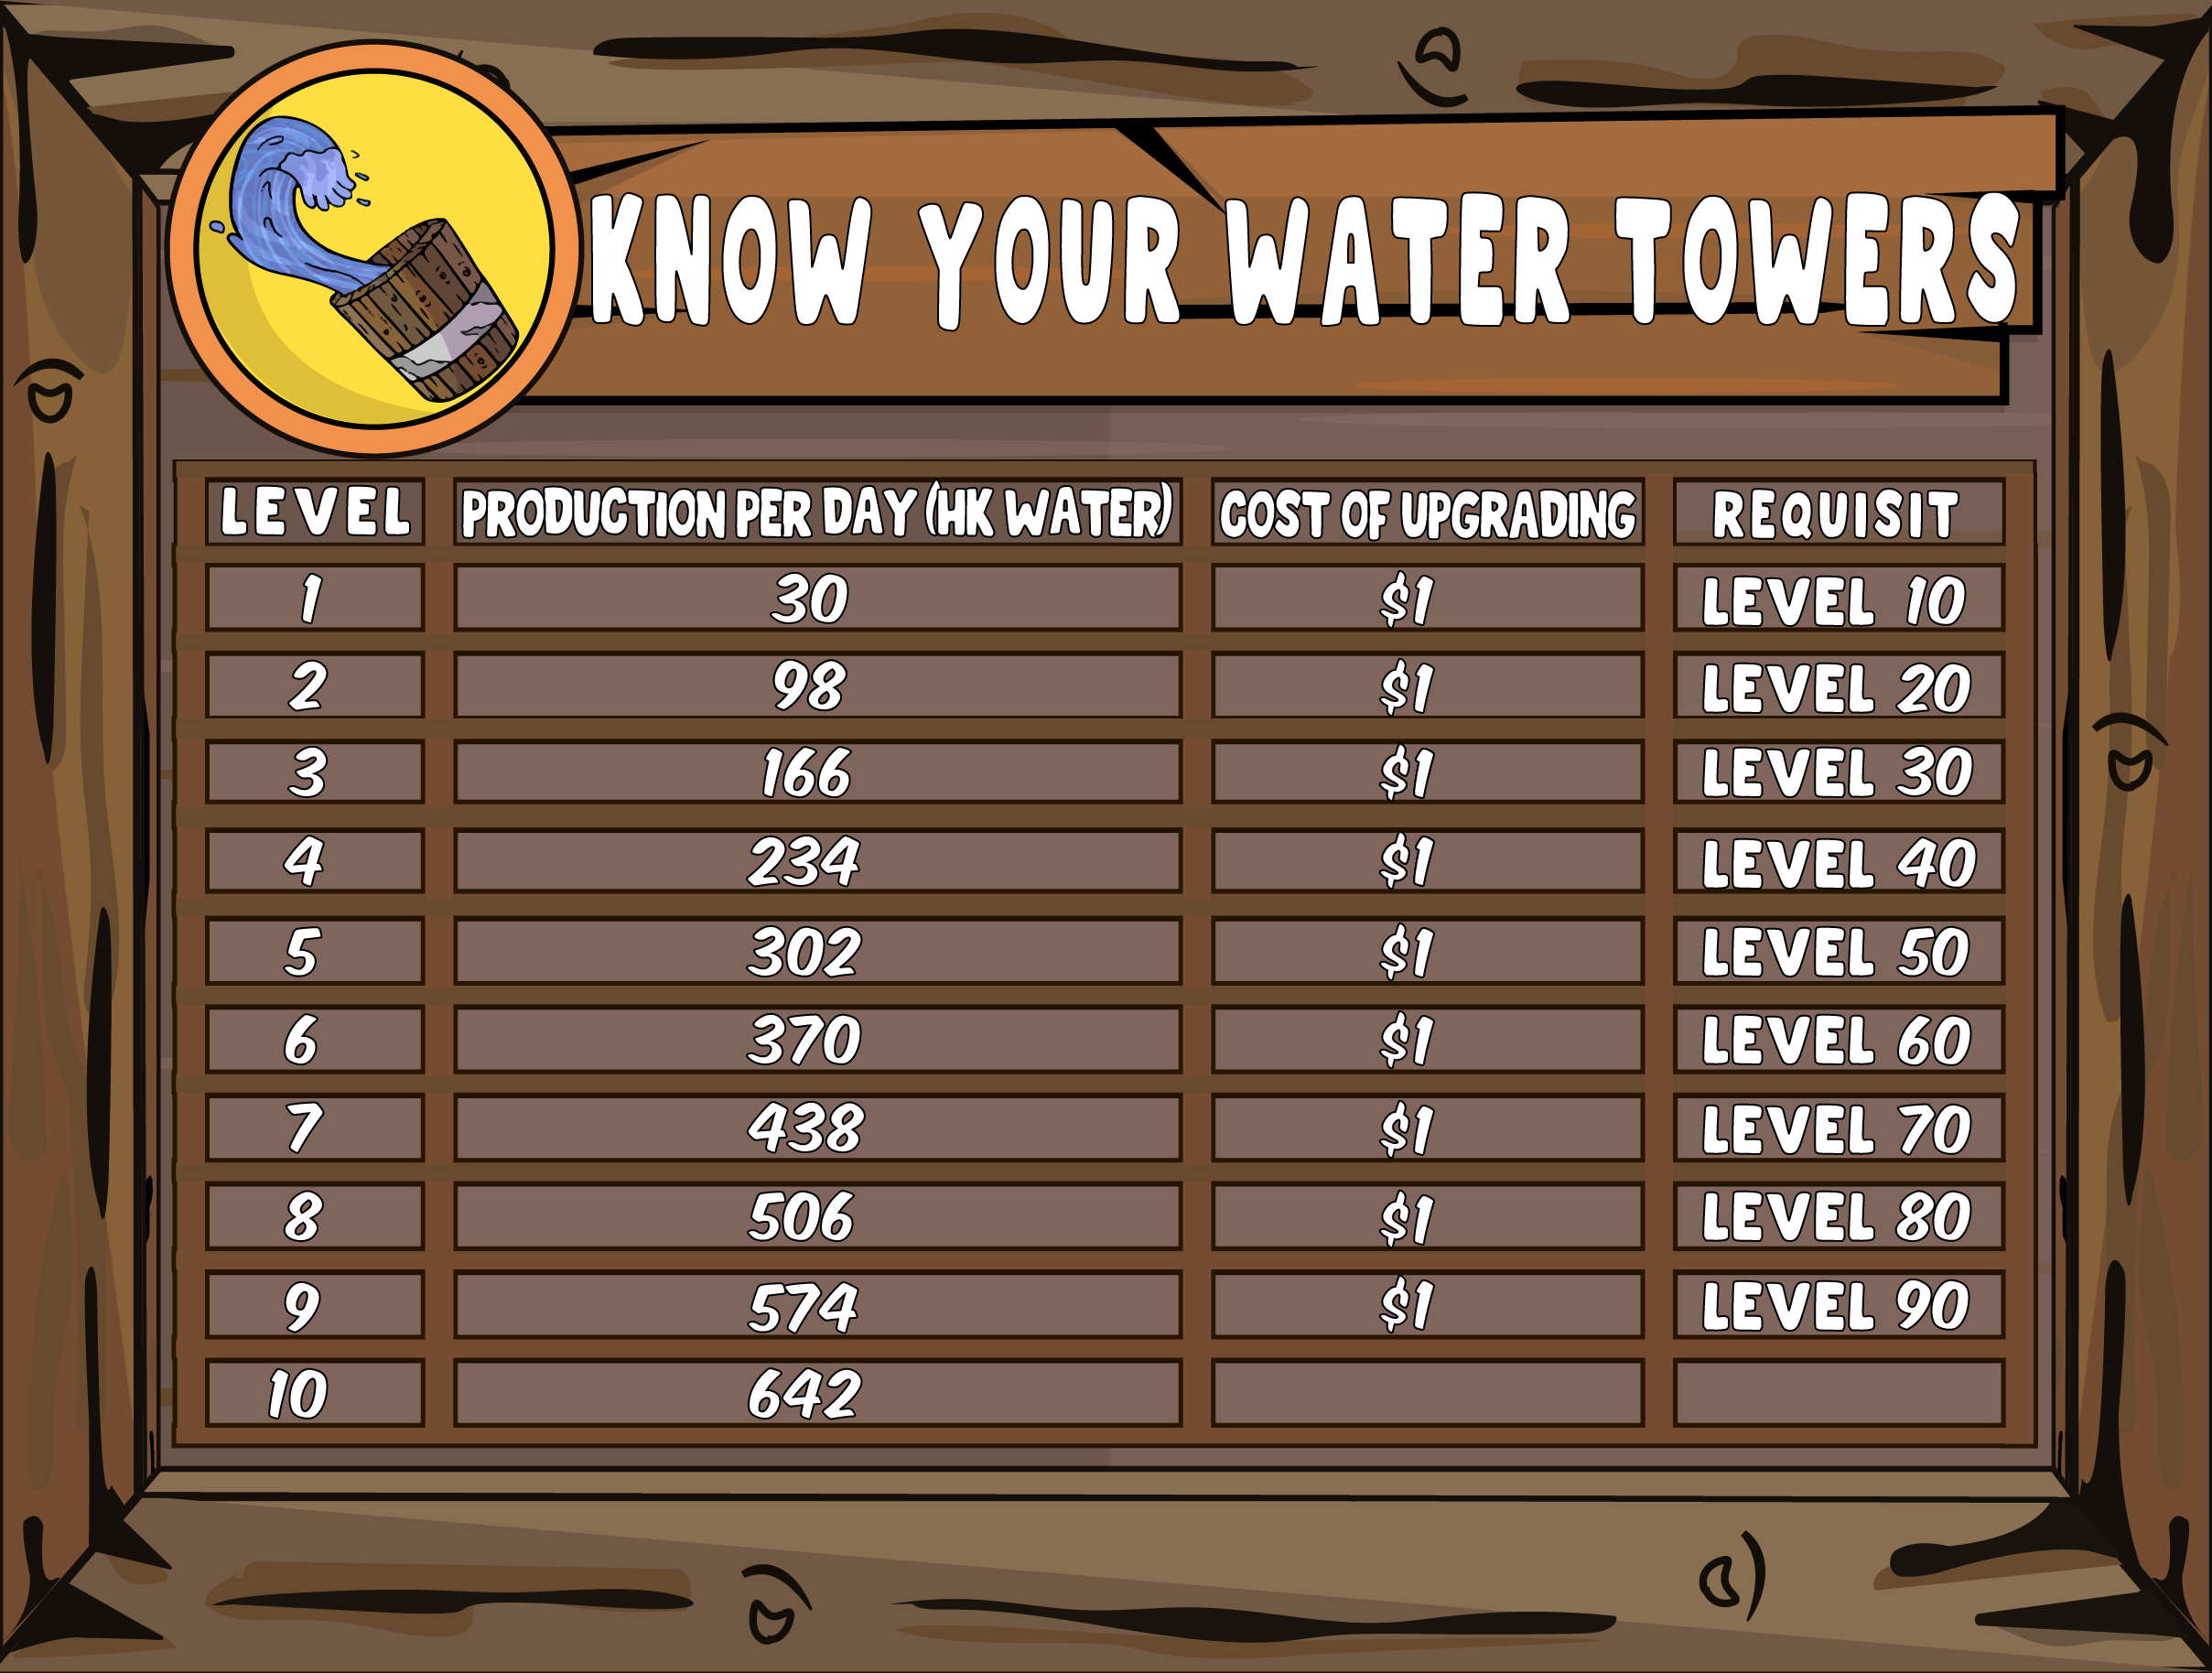 KNOW YOUR WATER TOWERS
LEVEL PRODUCTION PER DAY (HK WATER) COST OF UPGRADING REQUISIT
1 30 $1 LEVEL 10
2 98 $1 LEVEL 20
3 166 $1 LEVEL 30
4 234 $1 LEVEL 40
5 302 $1 LEVEL 50
6 370 $1 LEVEL 60
7 438 $1 LEVEL 70
8 506 $1 LEVEL 80
9 574 $1 LEVEL 90
10 642